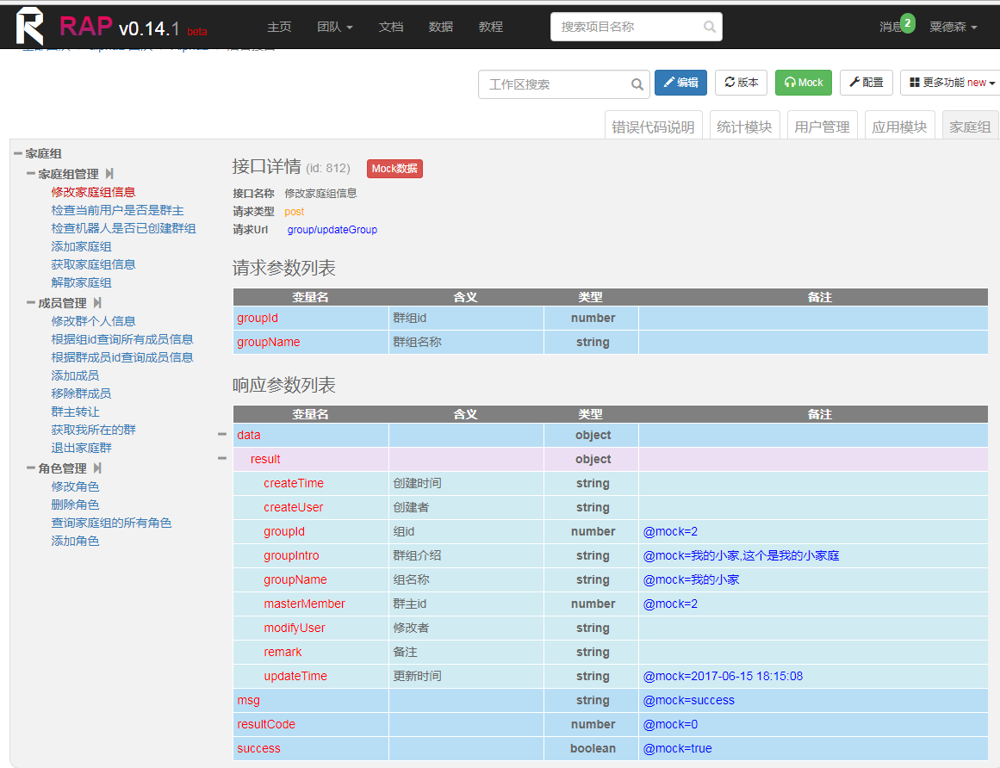 RAP v0.14.1 beta 主页 团队 文档 数据 教程 搜索项目名称 消息 2 粟德森
工作区搜索 编辑 版本 Mock 配置 更多功能 new
错误代码说明 统计模块 用户管理 应用模块 家庭组
家庭组
家庭组管理
修改家庭组信息
检查当前用户是否是群主
检查机器人是否已创建群组
添加家庭组
获取家庭组信息
解散家庭组
成员管理
修改群个人信息
根据组id查询所有成员信息
根据群成员id查询成员信息
添加成员
移除群成员
群主转让
获取我所在的群
退出家庭群
角色管理
修改角色
删除角色
查询家庭组的所有角色
添加角色
接口详情 (id: 812) Mock数据
接口名称 修改家庭组信息
请求类型 post
请求Url group/updateGroup
请求参数列表
变量名 含义 类型 备注
groupId 群组id number
groupName 群组名称 string
响应参数列表
变量名 含义 类型 备注
data object
result object
createTime 创建时间 string
createUser 创建者 string
groupId 组id number @mock=2
groupIntro 群组介绍 string @mock=我的小家,这个是我的小家庭
groupName 组名称 string @mock=我的小家
masterMember 群主id number @mock=2
modifyUser 修改者 string
remark 备注 string
updateTime 更新时间 string @mock=2017-06-15 18:15:08
msg string @mock=success
resultCode number @mock=0
success boolean @mock=true